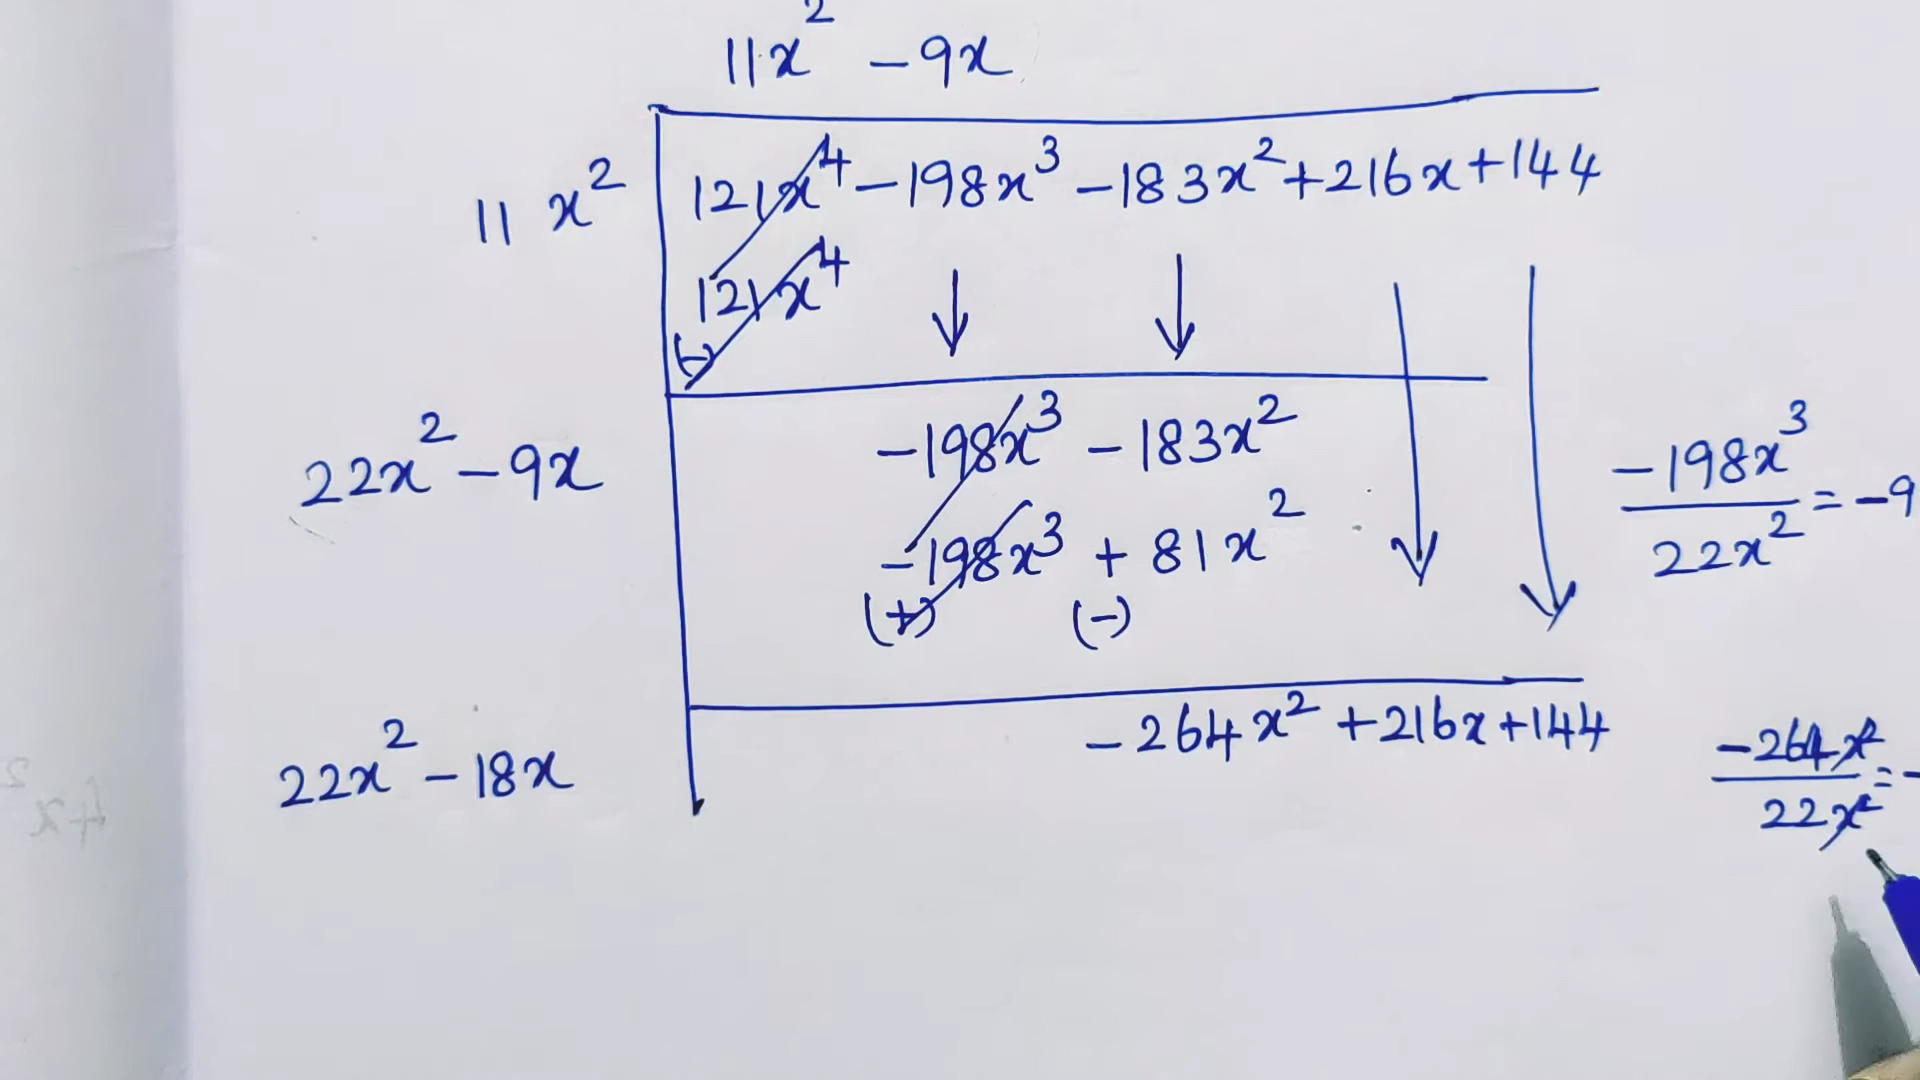 11x² - 9x
11x² 121x⁴ - 198x³ - 183x² + 216x + 144
121x⁴
(-)
22x² - 9x -198x³ - 183x²
-198x³ + 81x²
(+) (-)
-198x³ / 22x² = -9
22x² - 18x -264x² + 216x + 144
-264x² / 22x² = -